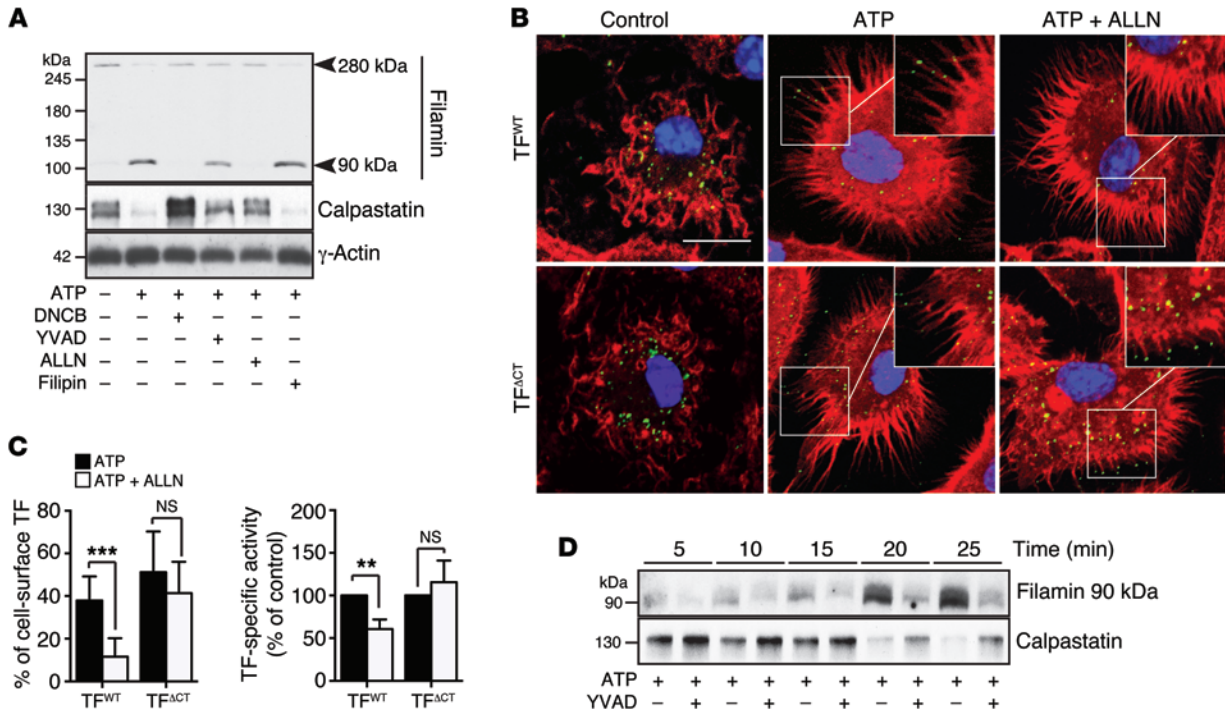 A
kDa
245
180
135
100
130
42
280 kDa
90 kDa
Filamin
Calpastatin
γ-Actin
ATP – + + + + +
DNCB – – + – – –
YVAD – – – + – –
ALLN – – – – + –
Filipin – – – – – +
B
Control ATP ATP + ALLN
TFWT
TFΔCT
C
ATP
ATP + ALLN
% of cell-surface TF
80
60
40
20
0
***
NS
TFWT TFΔCT
TF-specific activity
(% of control)
200
150
100
50
0
**
NS
TFWT TFΔCT
D
5 10 15 20 25 Time (min)
kDa
90
Filamin 90 kDa
130
Calpastatin
ATP + + + + + + + + + +
YVAD – + – + – + – + – +